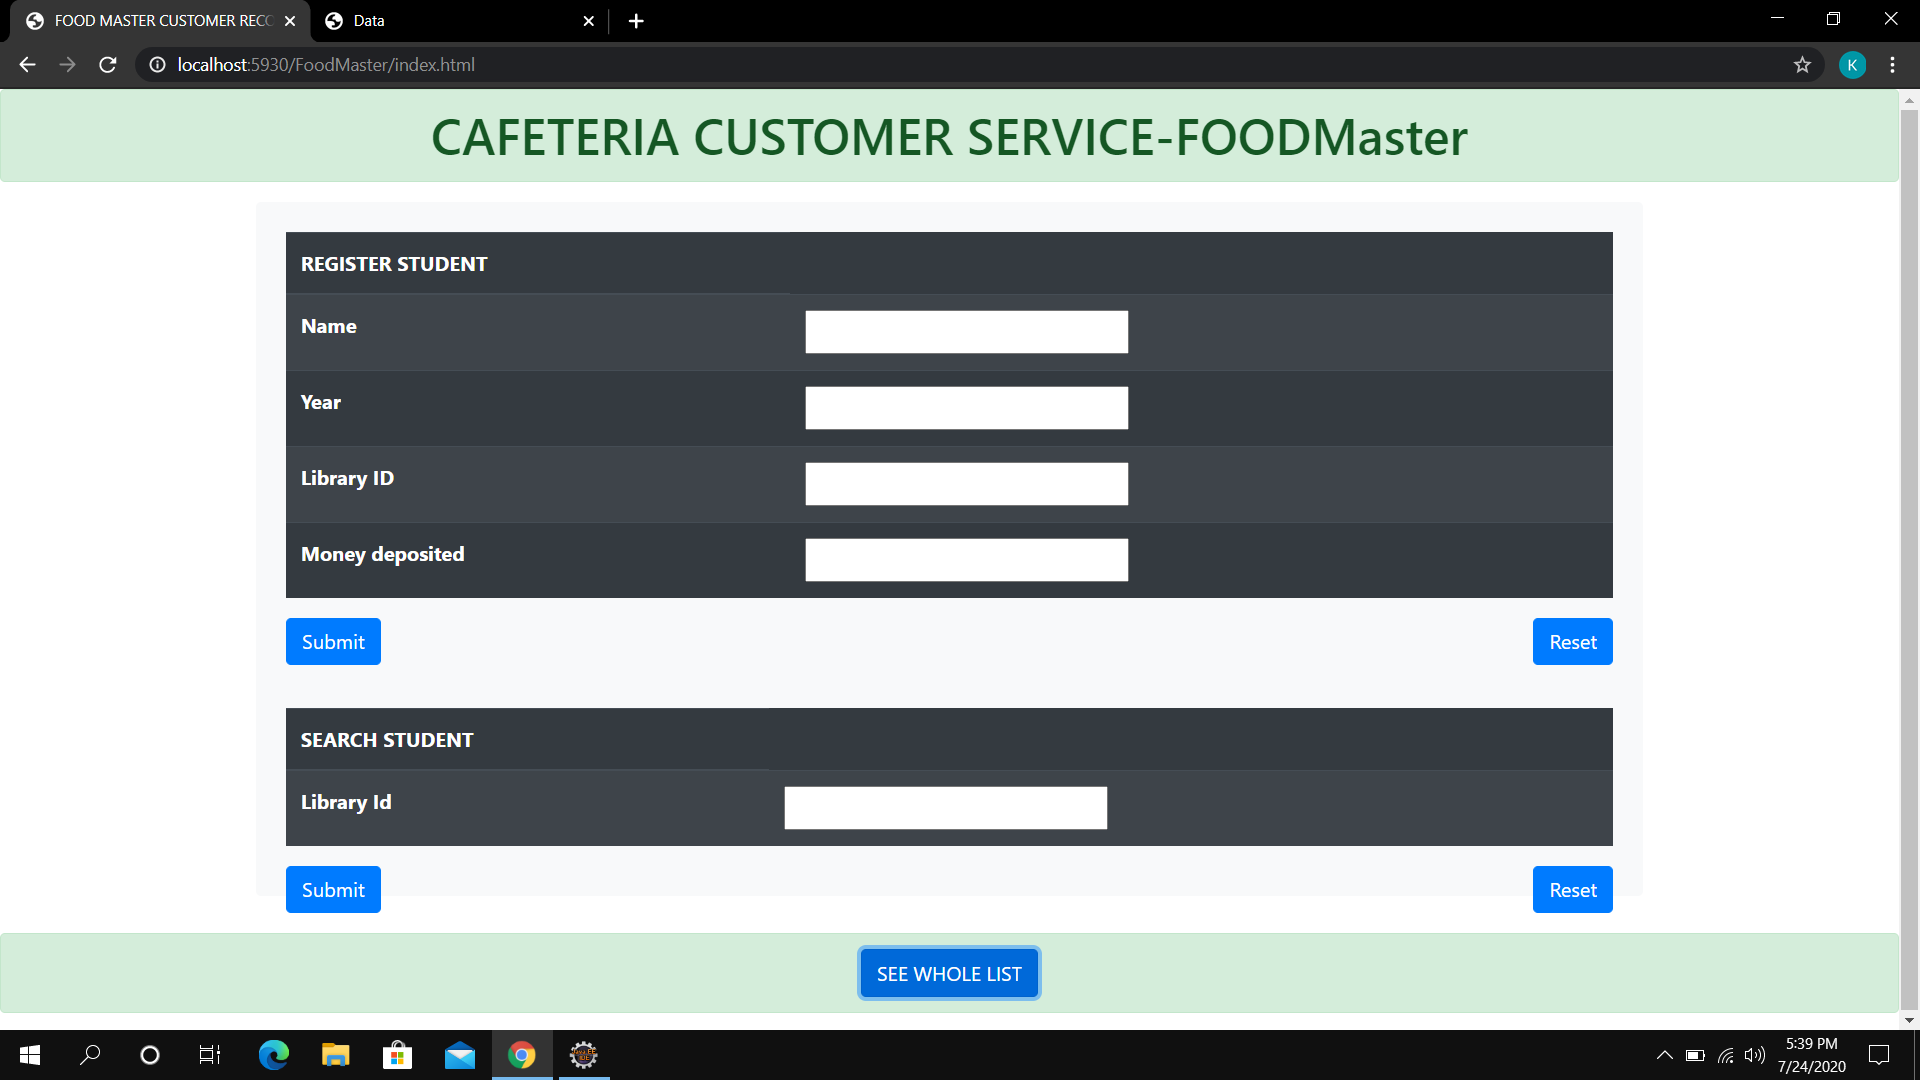 FOOD MASTER CUSTOMER RECO
Data
localhost:5930/FoodMaster/index.html
K
CAFETERIA CUSTOMER SERVICE-FOODMaster
REGISTER STUDENT
Name
Year
Library ID
Money deposited
Submit Reset
SEARCH STUDENT
Library Id
Submit Reset
SEE WHOLE LIST
5:39 PM
7/24/2020